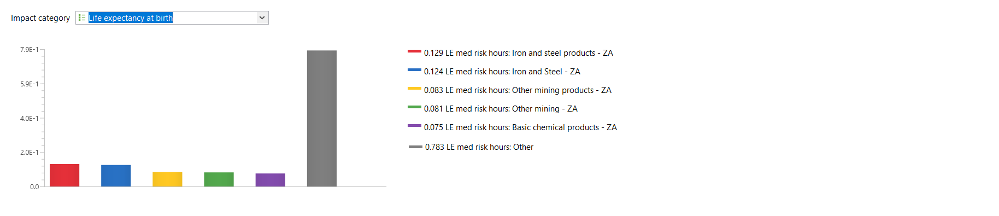 Impact category Life expectancy at birth
7.9E-1
5.9E-1
4.0E-1
2.0E-1
0.0
0.129 LE med risk hours: Iron and steel products - ZA
0.124 LE med risk hours: Iron and Steel - ZA
0.083 LE med risk hours: Other mining products - ZA
0.081 LE med risk hours: Other mining - ZA
0.075 LE med risk hours: Basic chemical products - ZA
0.783 LE med risk hours: Other